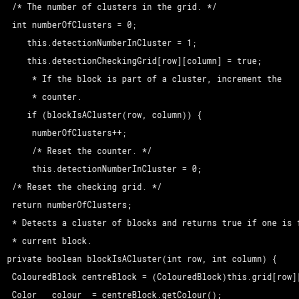 /* The number of clusters in the grid. */
int numberOfClusters = 0;
this.detectionNumberInCluster = 1;
this.detectionCheckingGrid[row][column] = true;
* If the block is part of a cluster, increment the
* counter.
if (blockIsACluster(row, column)) {
numberOfClusters++;
/* Reset the counter. */
this.detectionNumberInCluster = 0;
/* Reset the checking grid. */
return numberOfClusters;
* Detects a cluster of blocks and returns true if one is
* current block.
private boolean blockIsACluster(int row, int column) {
ColouredBlock centreBlock = (ColouredBlock)this.grid[row]
Color colour = centreBlock.getColour();